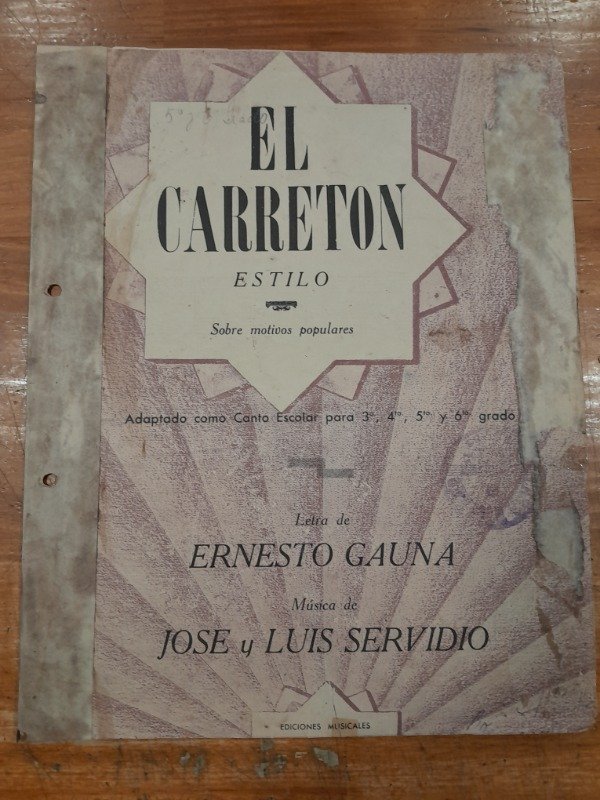 EL
CARRETON
ESTILO
Sobre motivos populares
Adaptado como Canto Escolar para 3º, 4to, 5to y 6to grado
Letra de
ERNESTO GAUNA
Música de
JOSE y LUIS SERVIDIO
EDICIONES MUSICALES